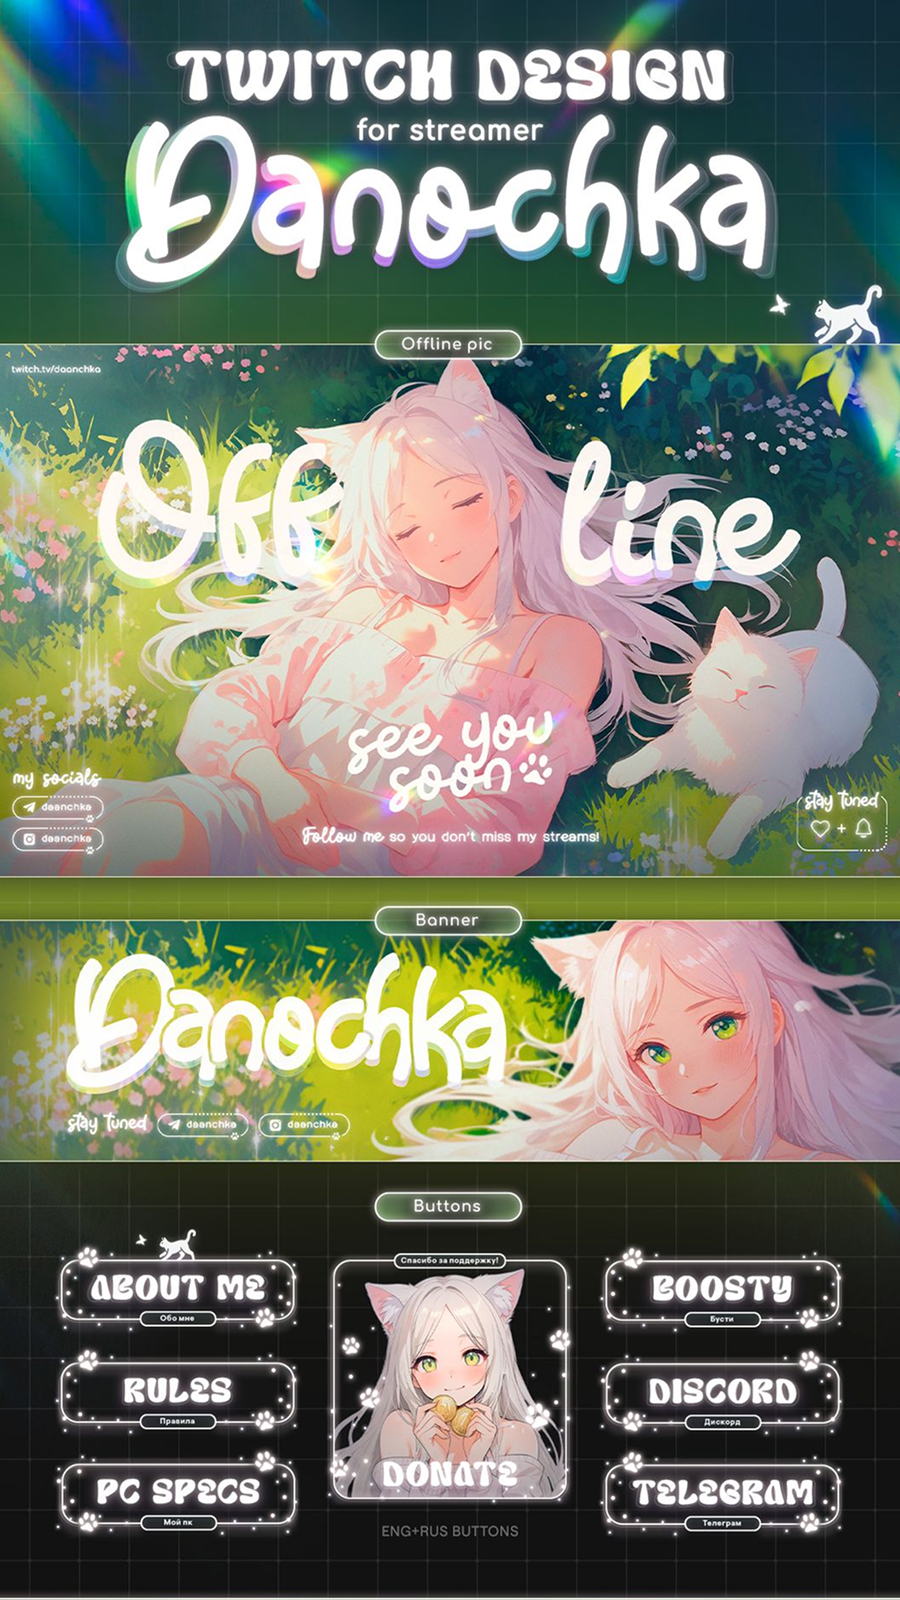 TWITCH DESIGN
for streamer
Danochka
Offline pic
twitch.tv/daanchka
Off line
see you
soon
my socials
daanchka
daanchka
Follow me so you don't miss my streams!
stay tuned
+
Banner
Danochka
stay tuned daanchka daanchka
Buttons
ABOUT ME
Обо мне
RULES
Правила
PC SPECS
Мой пк
Спасибо за поддержку!
DONATE
BOOSTY
Бусти
DISCORD
Дискорд
TELEGRAM
Телеграм
ENG+RUS BUTTONS